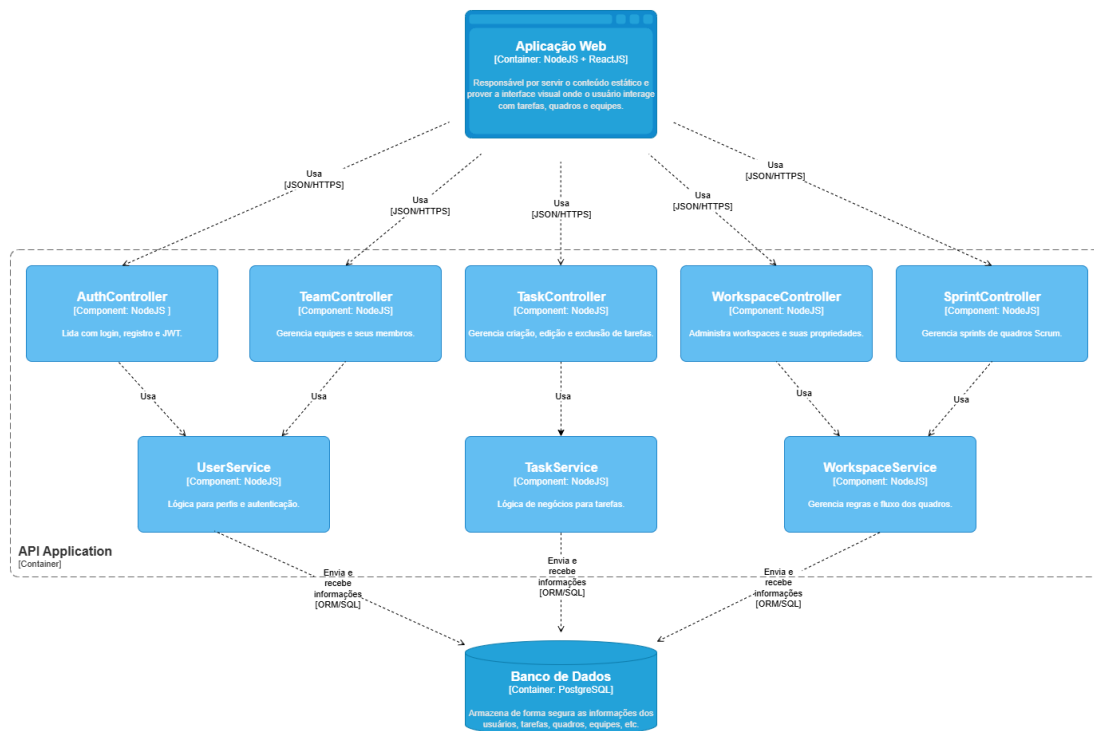 Aplicação Web
[Container: NodeJS + ReactJS]
Responsável por servir o conteúdo estático e
prover a interface visual onde o usuário interage
com tarefas, quadros e equipes.
Usa
[JSON/HTTPS]
Usa
[JSON/HTTPS]
Usa
[JSON/HTTPS]
Usa
[JSON/HTTPS]
Usa
[JSON/HTTPS]
AuthController
[Component: NodeJS ]
Lida com login, registro e JWT.
TeamController
[Component: NodeJS]
Gerencia equipes e seus membros.
TaskController
[Component: NodeJS]
Gerencia criação, edição e exclusão de tarefas.
WorkspaceController
[Component: NodeJS]
Administra workspaces e suas propriedades.
SprintController
[Component: NodeJS]
Gerencia sprints de quadros Scrum.
Usa
Usa
Usa
Usa
Usa
UserService
[Component: NodeJS]
Lógica para perfis e autenticação.
TaskService
[Component: NodeJS]
Lógica de negócios para tarefas.
WorkspaceService
[Component: NodeJS]
Gerencia regras e fluxo dos quadros.
API Application
[Container]
Envia e
recebe
informações
[ORM/SQL]
Envia e
recebe
informações
[ORM/SQL]
Envia e
recebe
informações
[ORM/SQL]
Banco de Dados
[Container: PostgreSQL]
Armazena de forma segura as informações dos
usuários, tarefas, quadros, equipes, etc.